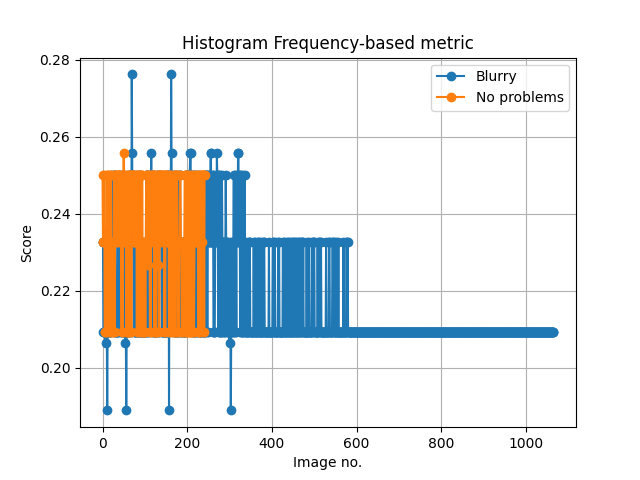 Histogram Frequency-based metric
Blurry
No problems
0.28
0.26
0.24
0.22
0.20
Score
0 200 400 600 800 1000
Image no.